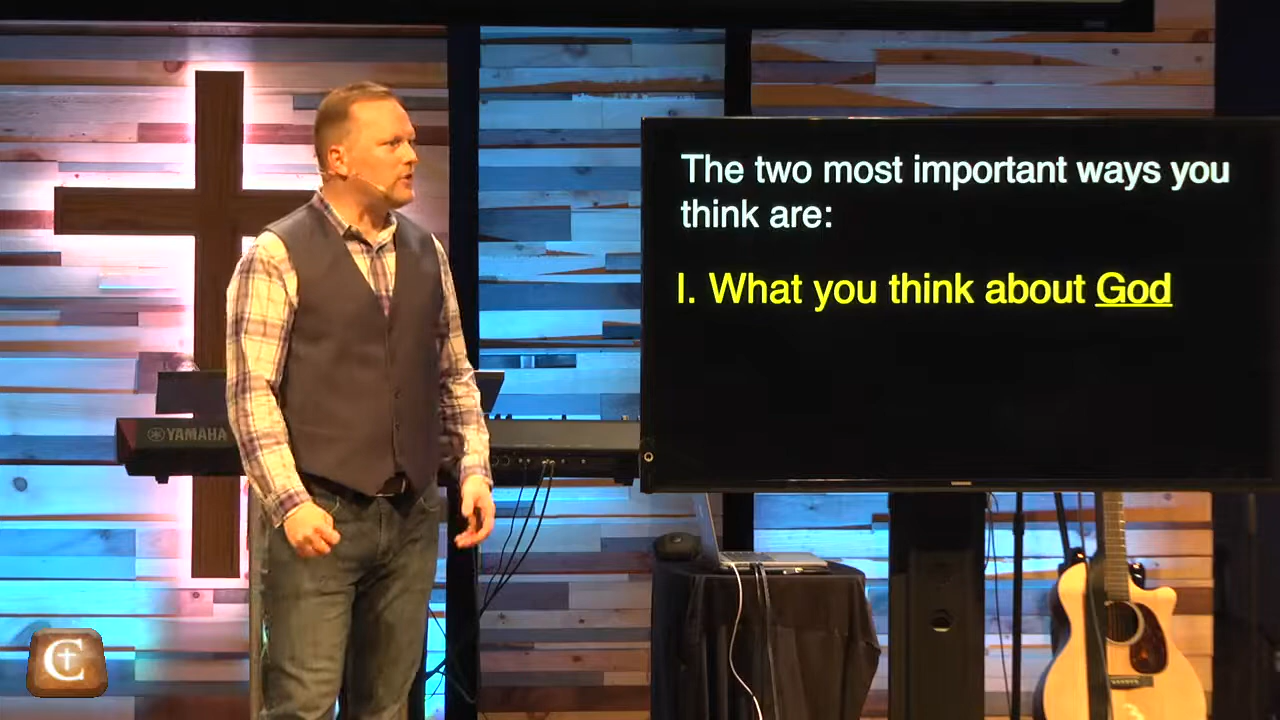 The two most important ways you
think are:
I. What you think about God
YAMAHA
C